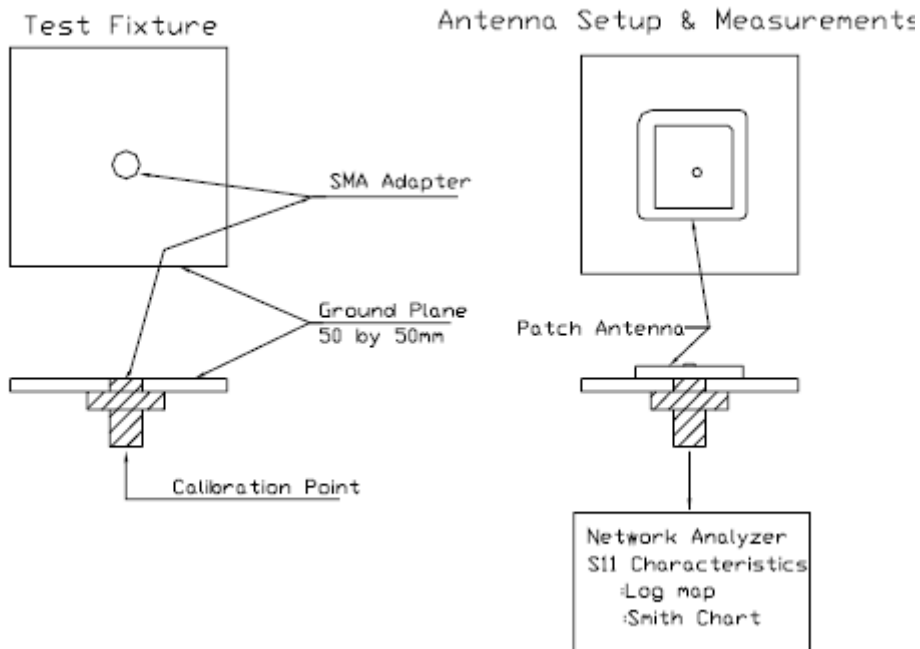 Test Fixture
Antenna Setup & Measurements
SMA Adapter
Ground Plane
50 by 50mm
Patch Antenna
Calibration Point
Network Analyzer
S11 Characteristics
:Log map
:Smith Chart